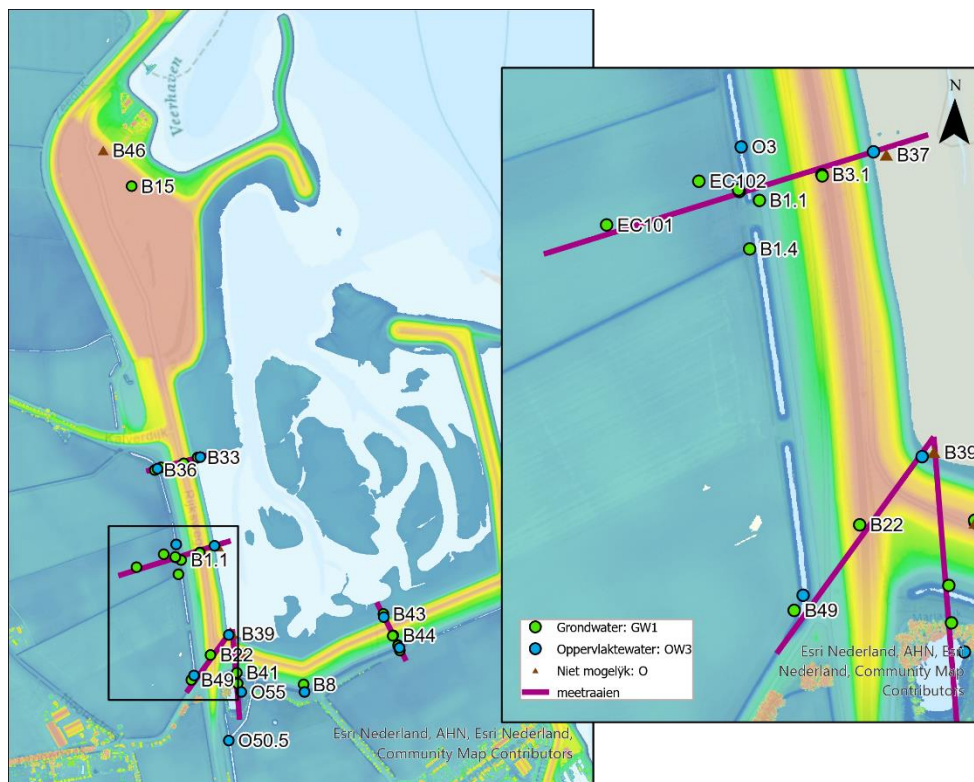 Veerhaven
B46
B15
B33
B36
B1.1
B39
B22
B49
B41
O55
B8
B43
B44
O50.5
Esri Nederland, AHN, Esri Nederland,
Community Map Contributors
N
O3
B37
EC102
B3.1
B1.1
EC101
B1.4
B39
B22
B49
Grondwater: GW1
Oppervlaktewater: OW3
Niet mogelijk: O
meetraaien
Esri Nederland, AHN, Esri
Nederland, Community Map
Contributors